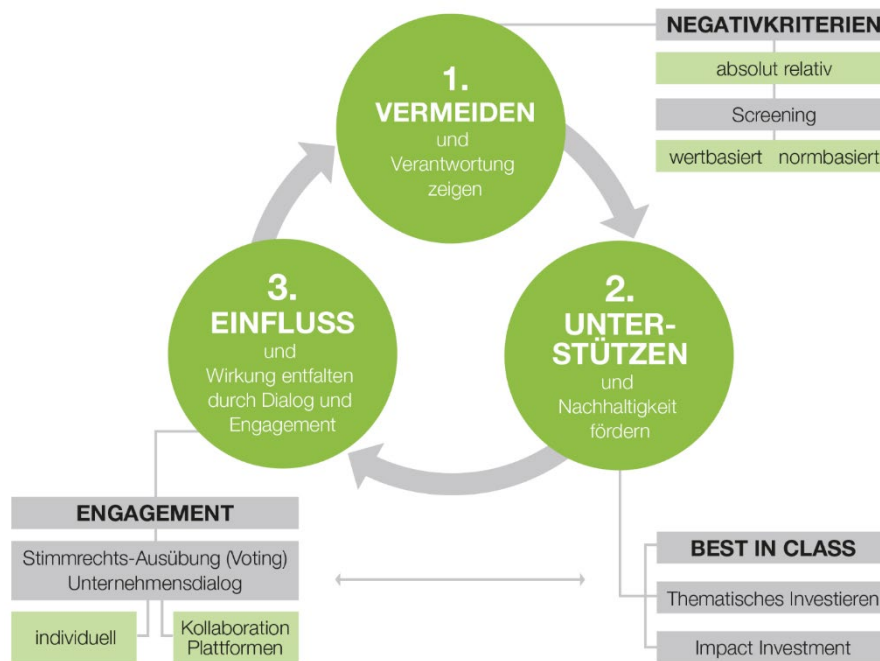 1.
VERMEIDEN
und
Verantwortung
zeigen
NEGATIVKRITERIEN
absolut relativ
Screening
wertbasiert normbasiert
2.
UNTER-
STÜTZEN
und
Nachhaltigkeit
fördern
BEST IN CLASS
Thematisches Investieren
Impact Investment
3.
EINFLUSS
und
Wirkung entfalten
durch Dialog und
Engagement
ENGAGEMENT
Stimmrechts-Ausübung (Voting)
Unternehmensdialog
individuell
Kollaboration
Plattformen